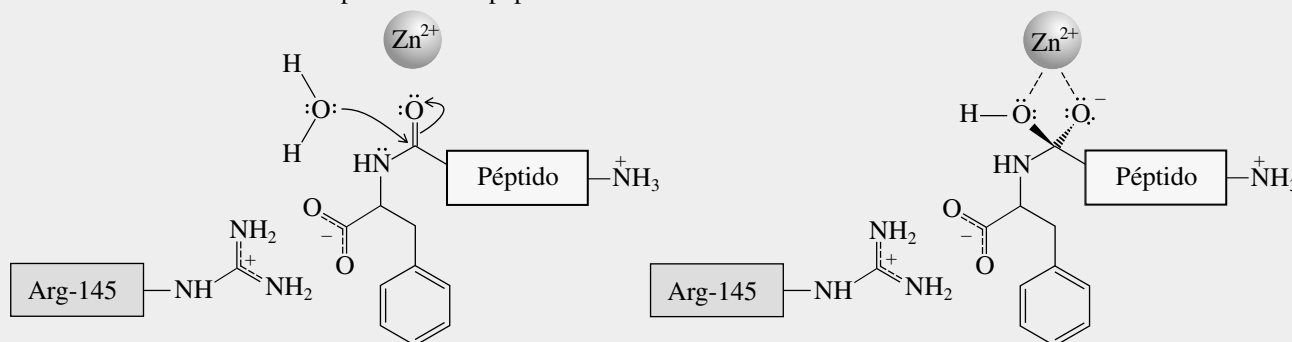 Zn2+
H
:O:
H
O
HN
Péptido
NH3
+
O
−
O
NH2
+
NH2
NH
Arg-145
Zn2+
H
O
O
−
HN
Péptido
NH3
+
O
−
O
NH2
+
NH2
NH
Arg-145